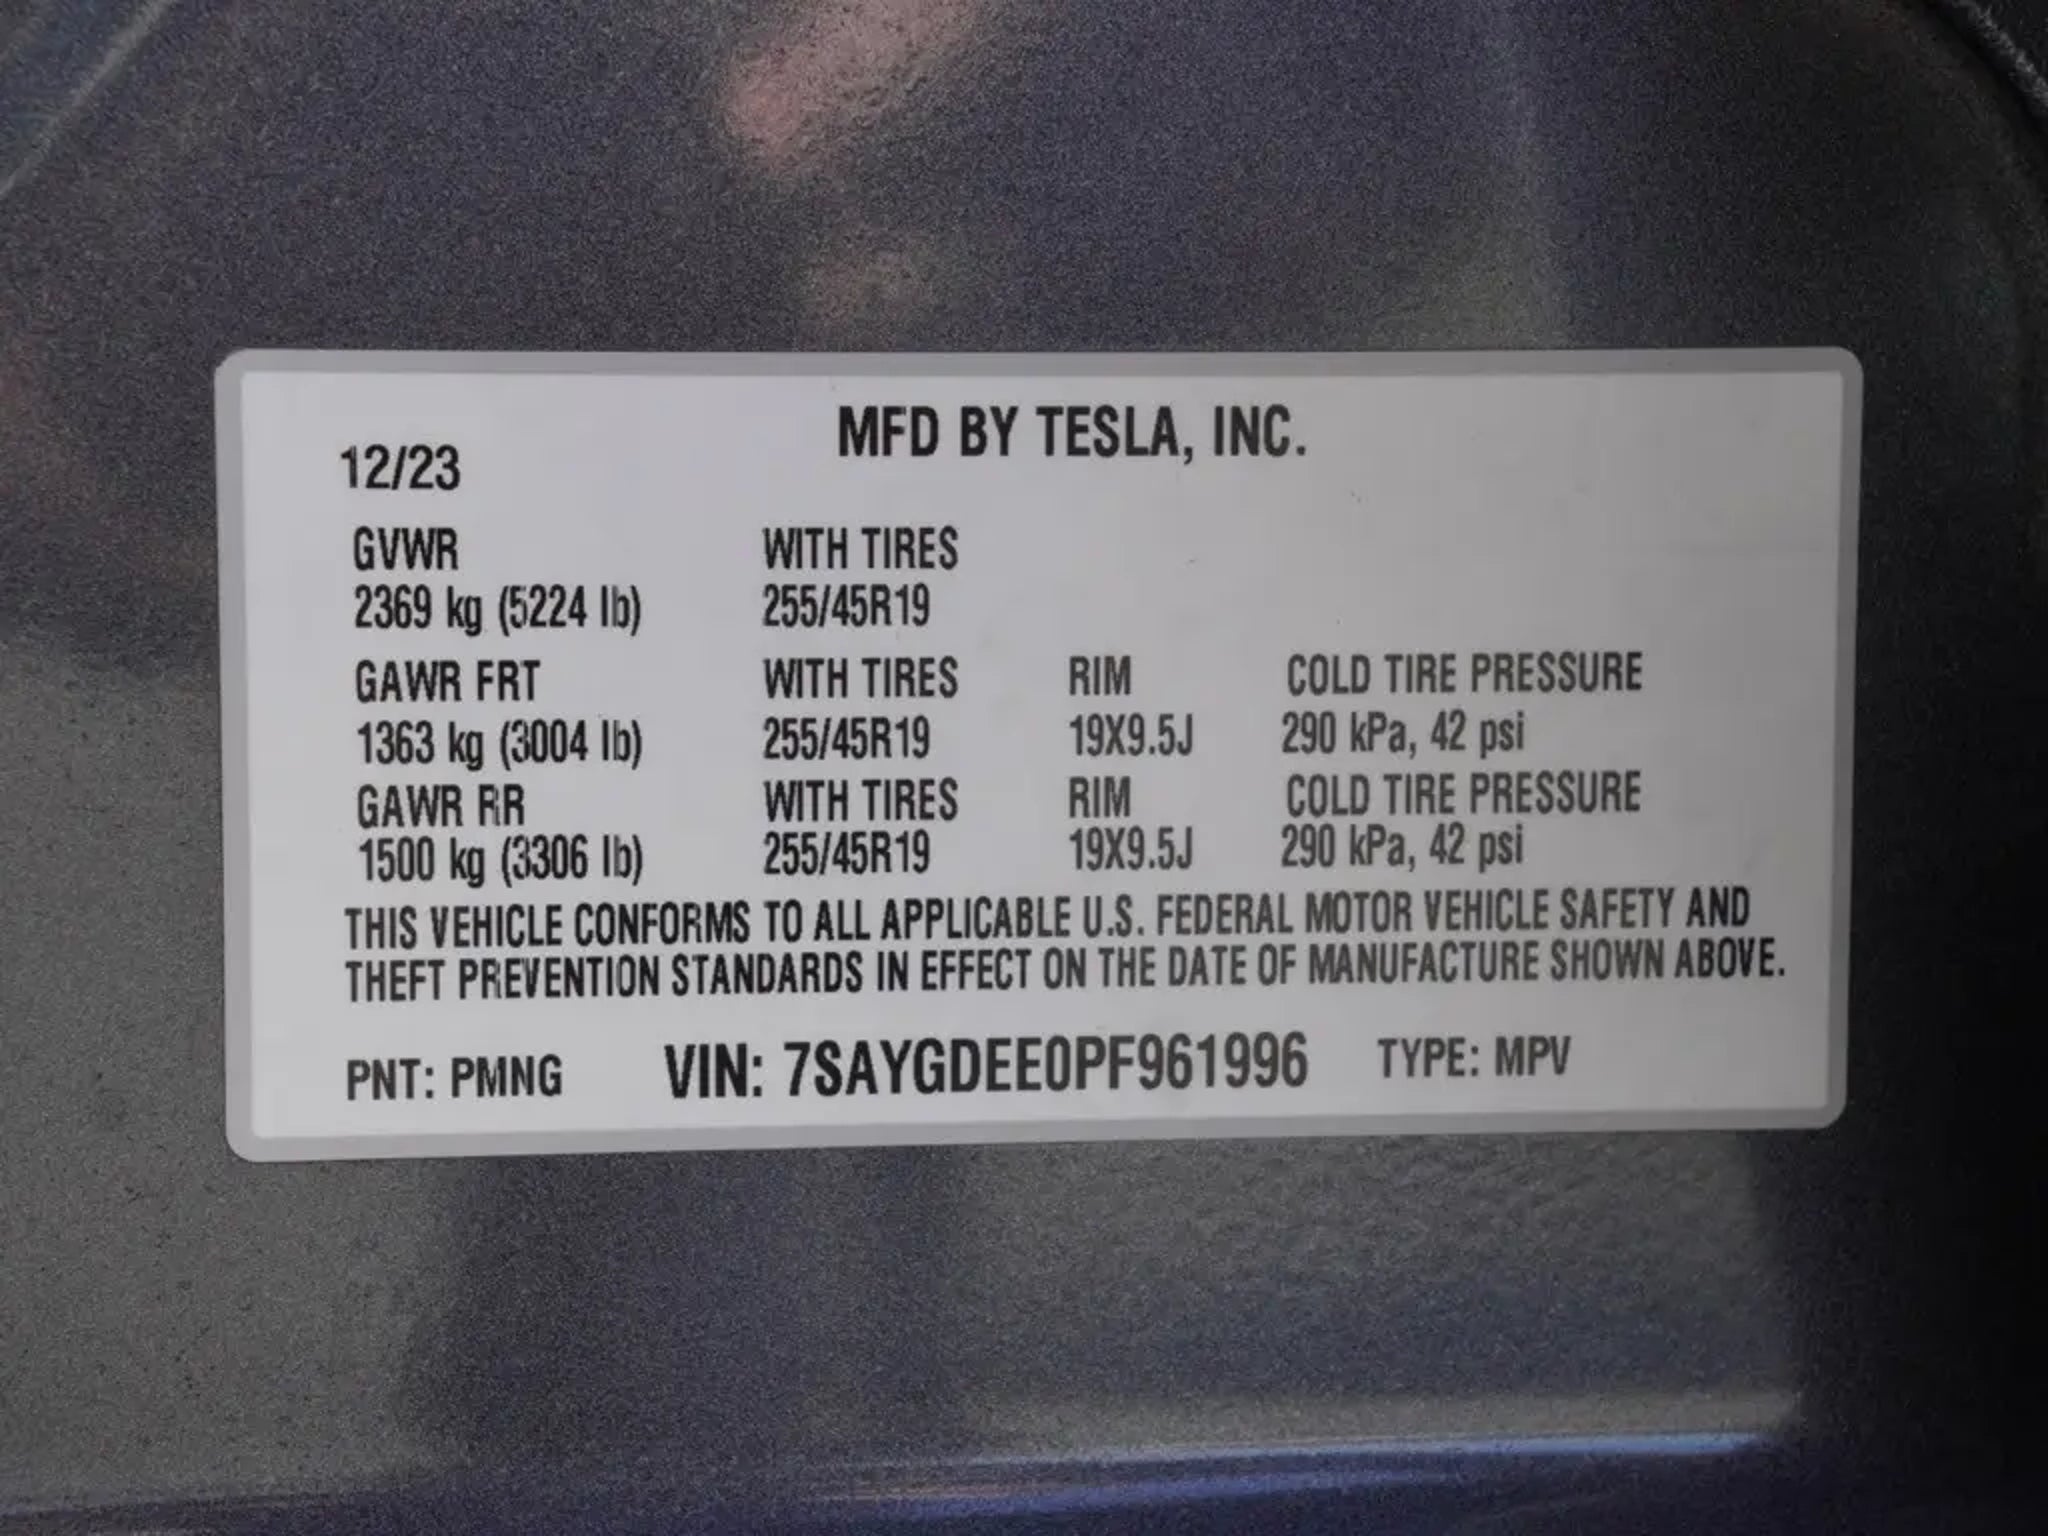 MFD BY TESLA, INC.
12/23
GVWR WITH TIRES
2369 kg (5224 lb) 255/45R19
GAWR FRT WITH TIRES RIM COLD TIRE PRESSURE
1363 kg (3004 lb) 255/45R19 19X9.5J 290 kPa, 42 psi
GAWR RR WITH TIRES RIM COLD TIRE PRESSURE
1500 kg (3306 lb) 255/45R19 19X9.5J 290 kPa, 42 psi
THIS VEHICLE CONFORMS TO ALL APPLICABLE U.S. FEDERAL MOTOR VEHICLE SAFETY AND
THEFT PREVENTION STANDARDS IN EFFECT ON THE DATE OF MANUFACTURE SHOWN ABOVE.
PNT: PMNG VIN: 7SAYGDEE0PF961996 TYPE: MPV